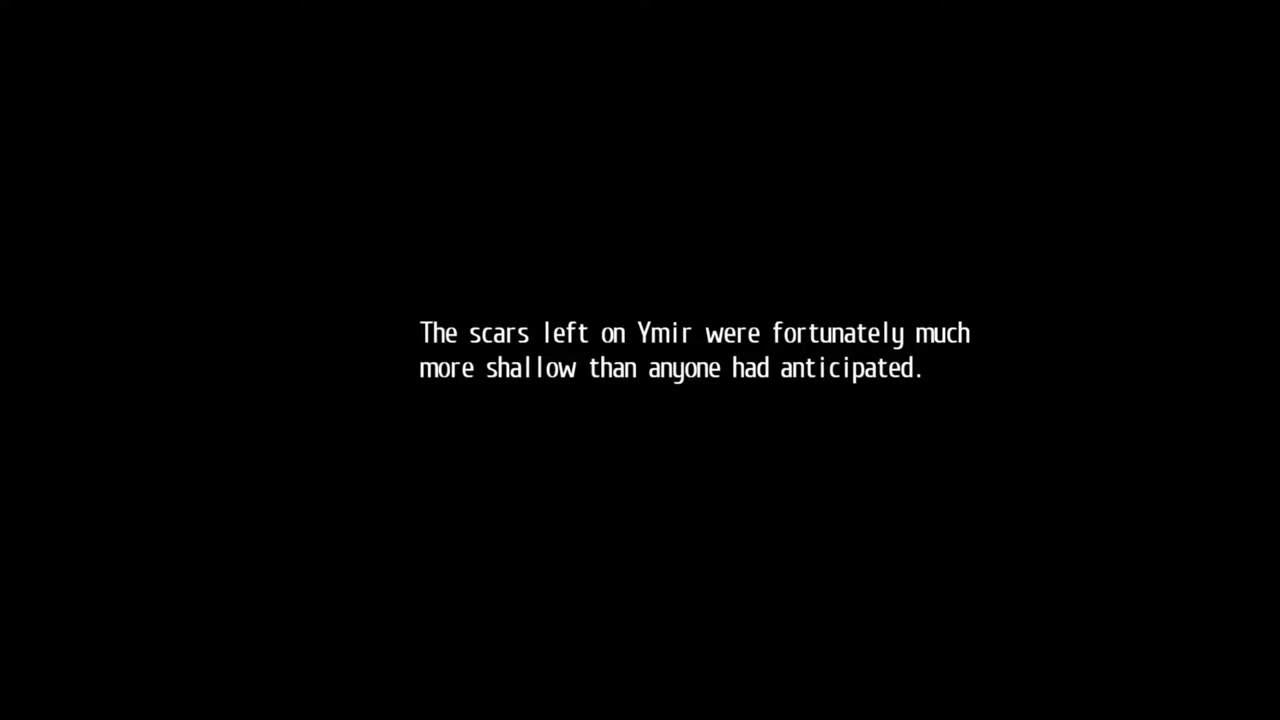 The scars left on Ymir were fortunately much
more shallow than anyone had anticipated.